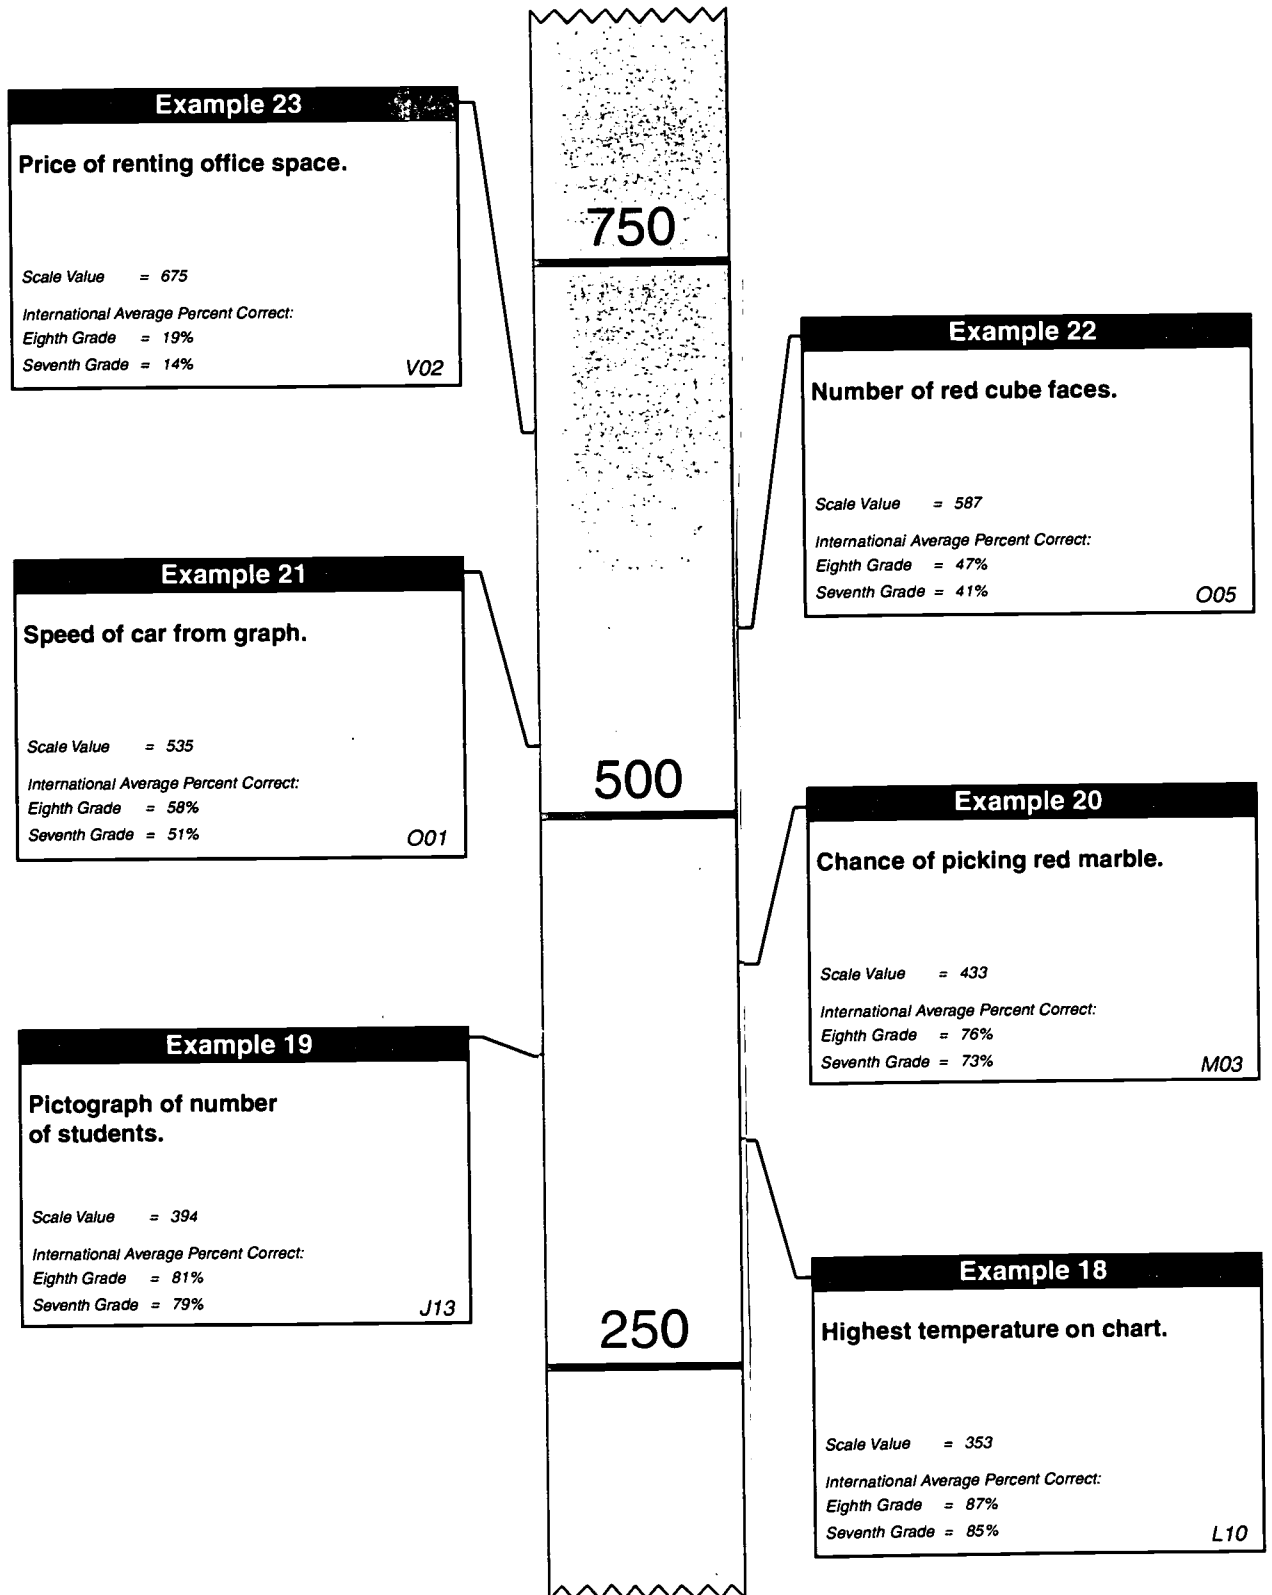 Example 23
Price of renting office space.
Scale Value = 675
International Average Percent Correct:
Eighth Grade = 19%
Seventh Grade = 14%
V02
750
Example 22
Number of red cube faces.
Scale Value = 587
International Average Percent Correct:
Eighth Grade = 47%
Seventh Grade = 41%
O05
Example 21
Speed of car from graph.
Scale Value = 535
International Average Percent Correct:
Eighth Grade = 58%
Seventh Grade = 51%
O01
500
Example 20
Chance of picking red marble.
Scale Value = 433
International Average Percent Correct:
Eighth Grade = 76%
Seventh Grade = 73%
M03
Example 19
Pictograph of number
of students.
Scale Value = 394
International Average Percent Correct:
Eighth Grade = 81%
Seventh Grade = 79%
J13
250
Example 18
Highest temperature on chart.
Scale Value = 353
International Average Percent Correct:
Eighth Grade = 87%
Seventh Grade = 85%
L10